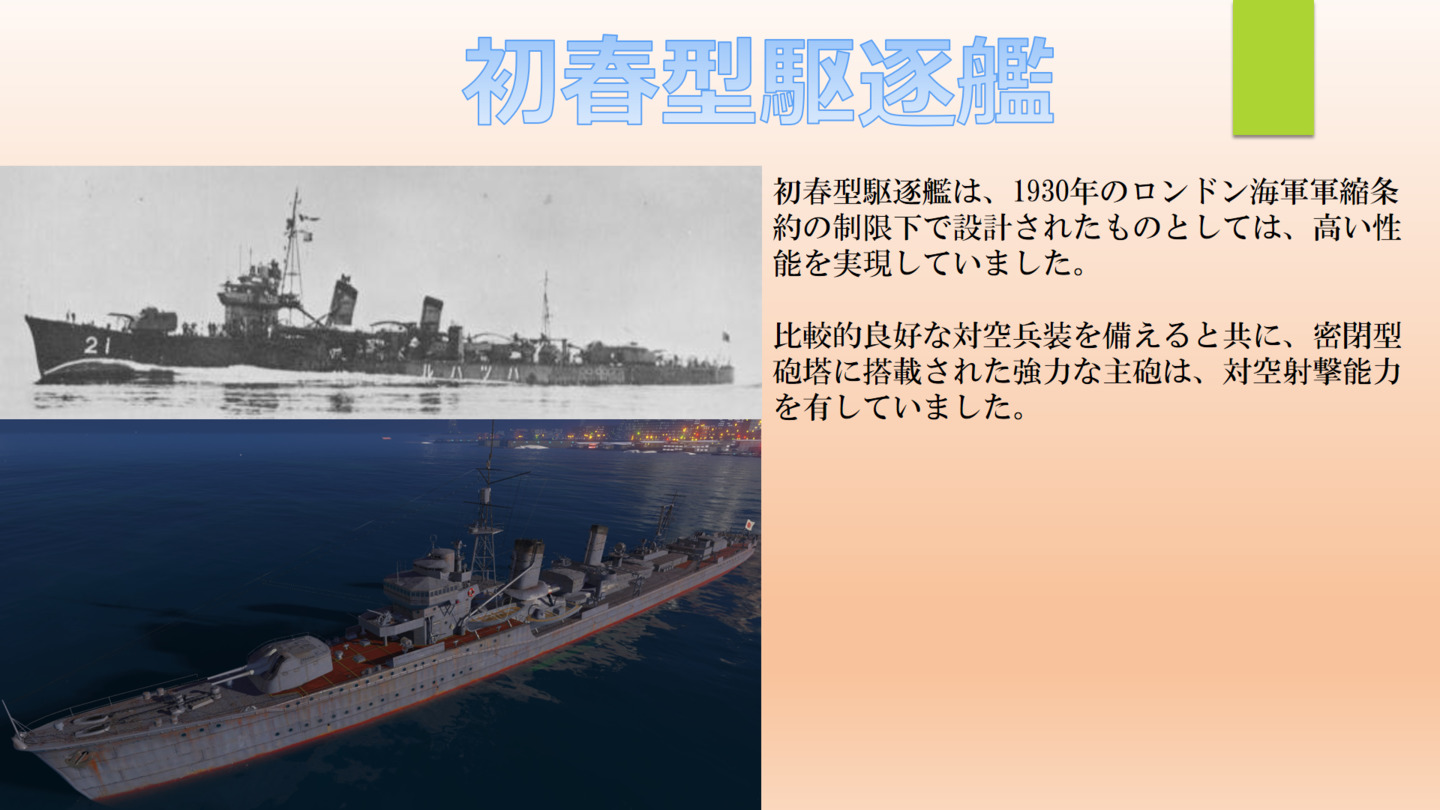 初春型駆逐艦
初春型駆逐艦は、1930年のロンドン海軍軍縮条
約の制限下で設計されたものとしては、高い性
能を実現していました。
比較的良好な対空兵装を備えると共に、密閉型
砲塔に搭載された強力な主砲は、対空射撃能力
を有していました。
21
ルハツハ